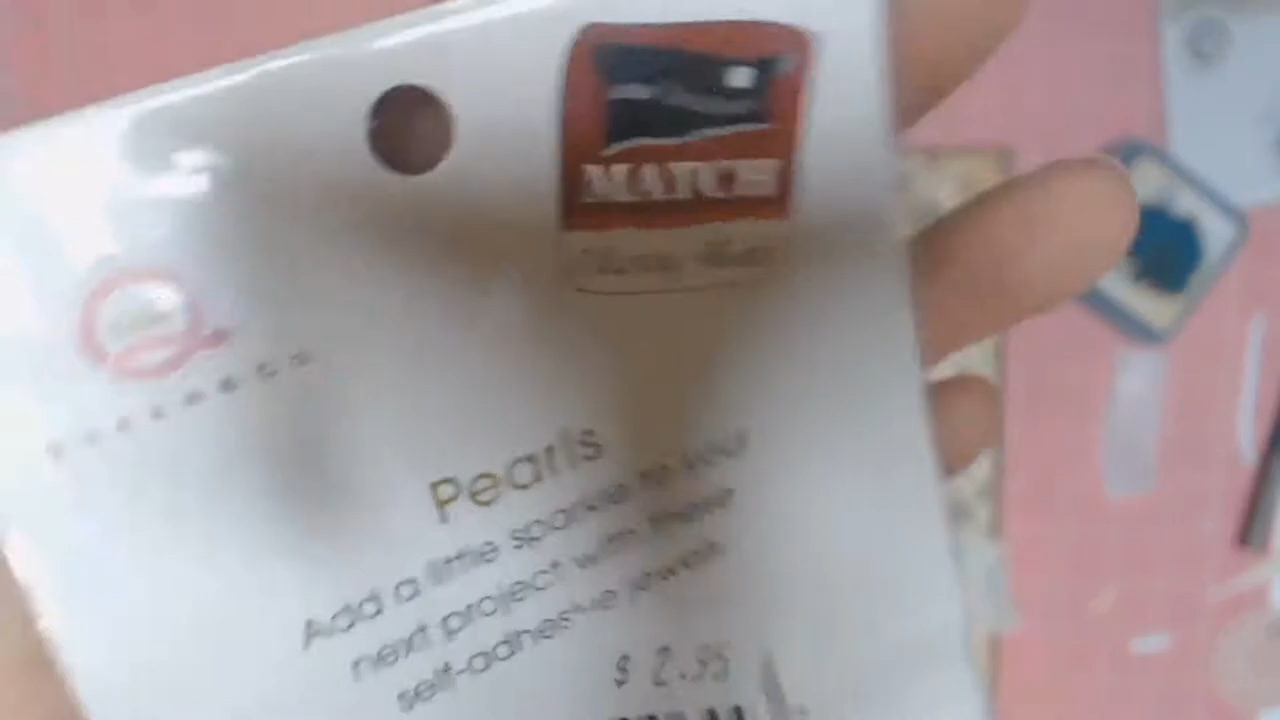 MATCH
Pearls
Add a little sparkle to your
next project with these
self-adhesive jewels.
$ 2.95